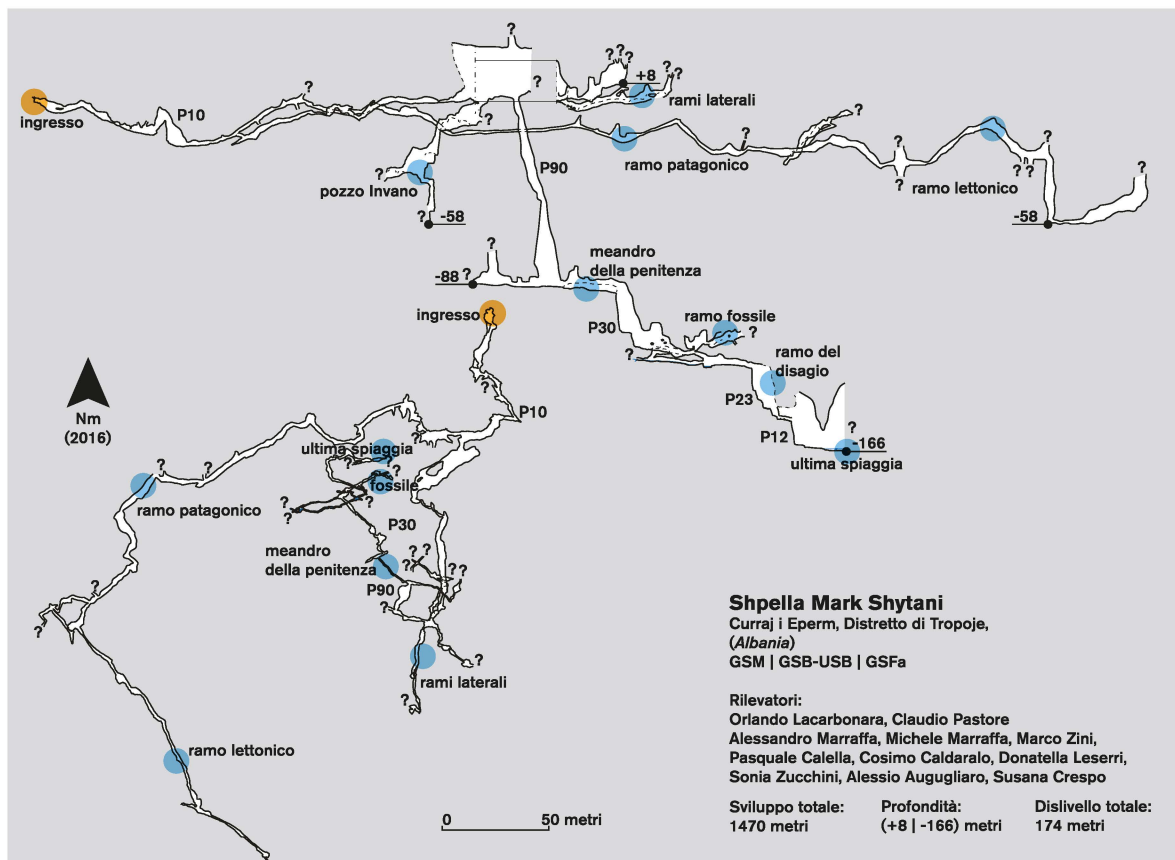 ?
?
?
?
?
?
?
+8
?
rami laterali
ingresso
P10
?
?
?
ramo patagonico
?
?
?
?
ramo lettonico
?
?
?
?
P90
pozzo Invano
?
?
-58
-58
-88
?
?
meandro
della penitenza
ingresso
P30
ramo fossile
?
?
ramo del
disagio
P23
P12
?
-166
ultima spiaggia
Nm
(2016)
?
P10
?
ultima spiaggia
?
?
?
?
fossile
?
?
?
?
?
ramo patagonico
P30
meandro
della penitenza
?
?
?
?
?
P90
?
?
?
rami laterali
?
?
ramo lettonico
0
50 metri
Shpella Mark Shytani
Curraj i Eperm, Distretto di Tropoje,
(Albania)
GSM | GSB-USB | GSFa
Rilevatori:
Orlando Lacarbonara, Claudio Pastore
Alessandro Marraffa, Michele Marraffa, Marco Zini,
Pasquale Calella, Cosimo Caldaralo, Donatella Leserri,
Sonia Zucchini, Alessio Augugliaro, Susana Crespo
Sviluppo totale:
1470 metri
Profondità:
(+8 | -166) metri
Dislivello totale:
174 metri